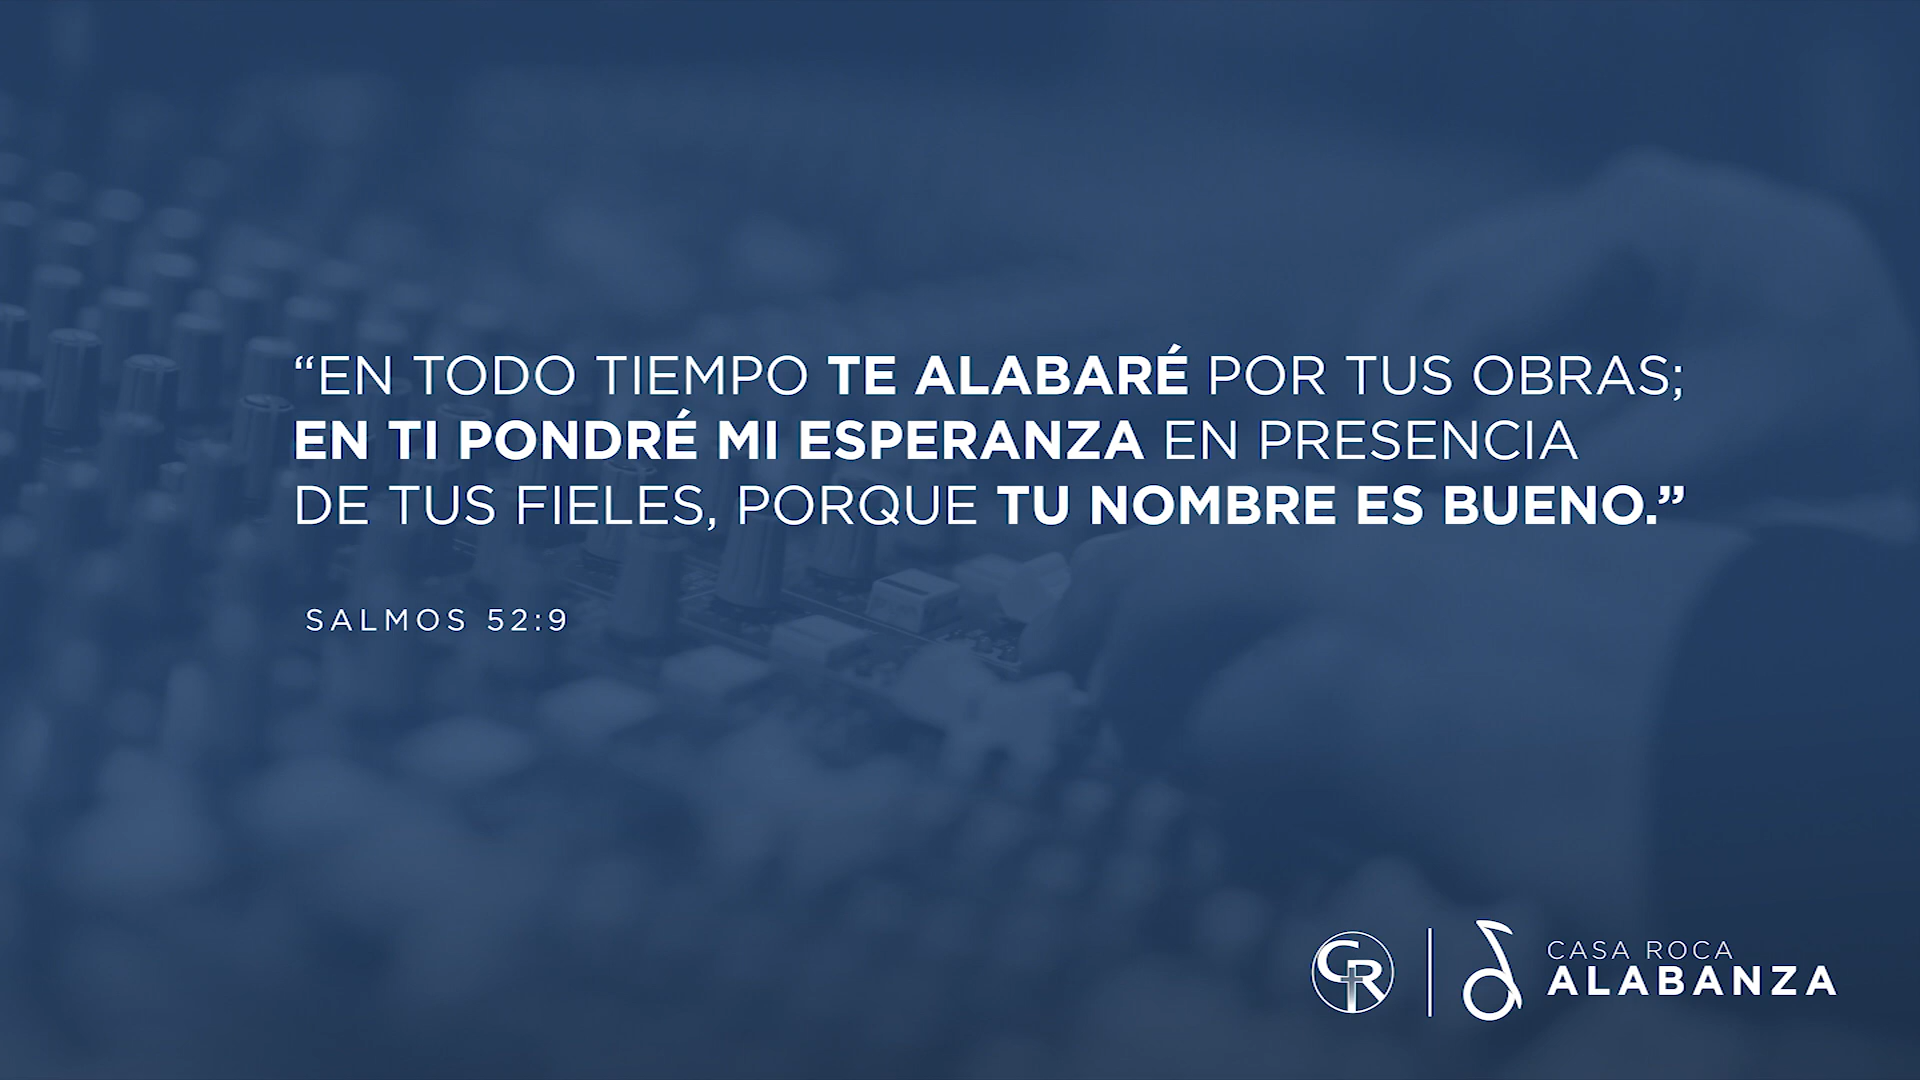 “EN TODO TIEMPO TE ALABARÉ POR TUS OBRAS;
EN TI PONDRÉ MI ESPERANZA EN PRESENCIA
DE TUS FIELES, PORQUE TU NOMBRE ES BUENO.”
SALMOS 52:9
CR
CASA ROCA
ALABANZA